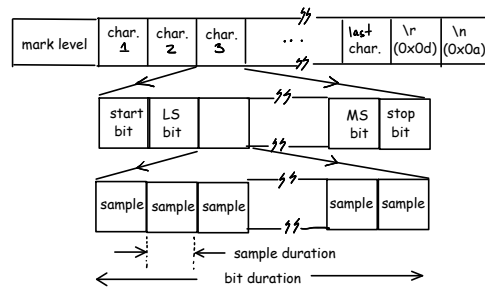 mark level
char.
1
char.
2
char.
3
...
last
char.
\r
(0x0d)
\n
(0x0a)
start
bit
LS
bit
MS
bit
stop
bit
sample
sample
sample
sample
sample
sample duration
bit duration